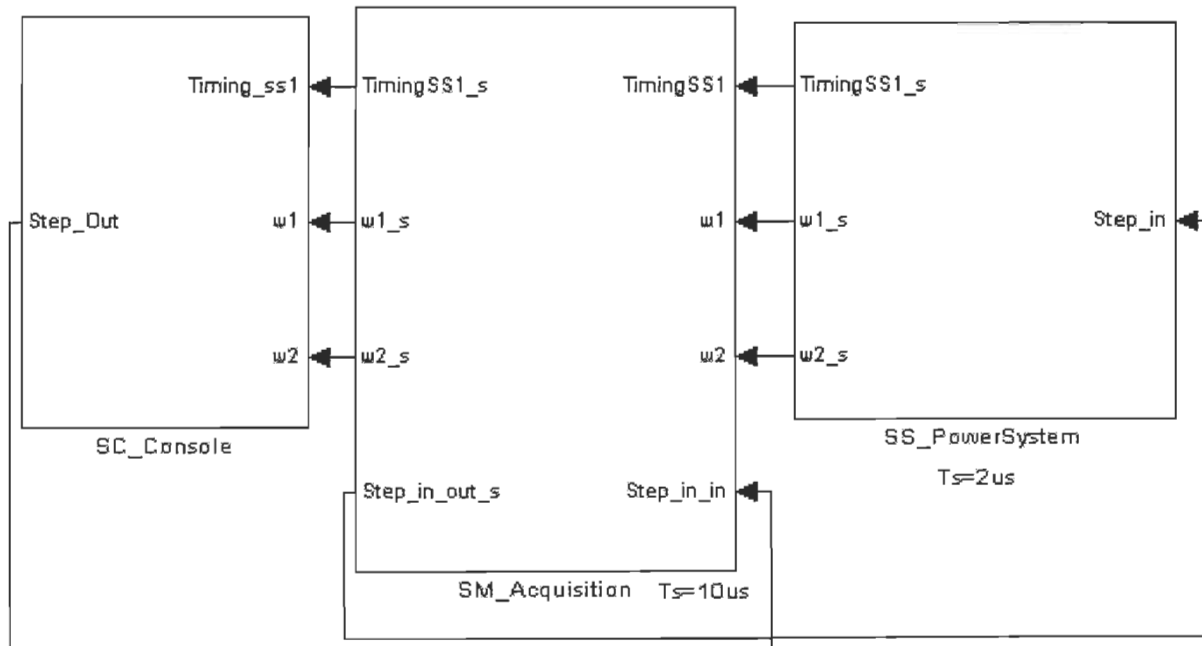 Timing_ss1
Step_Out
w1
w2
SC_Console
TimingSS1_s
TimingSS1
w1_s
w1
w2_s
w2
Step_in_out_s
Step_in_in
SM_Acquisition
Ts=10us
TimingSS1_s
w1_s
Step_in
w2_s
SS_PowerSystem
Ts=2us